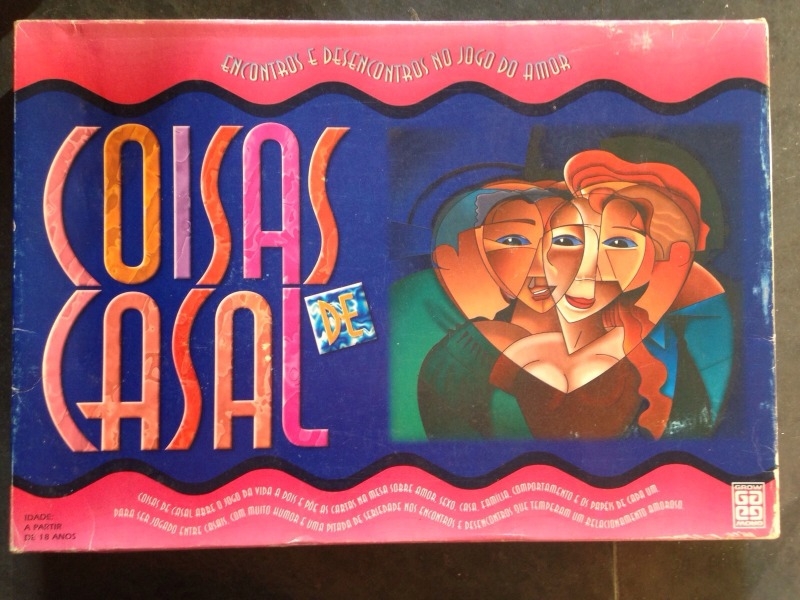 ENCONTROS E DESENCONTROS NO JOGO DO AMOR
COISAS
DE
CASAL
COISAS DE CASAL ABRE O JOGO DA VIDA A DOIS E PÕE AS CARTAS NA MESA SOBRE AMOR, SEXO, CASA, FAMÍLIA, COMPORTAMENTO E OS PAPÉIS DE CADA UM
PARA SER JOGADO ENTRE CASAIS, COM MUITO HUMOR E UMA PITADA DE SERIEDADE NOS ENCONTROS E DESENCONTROS QUE TEMPERAM UM RELACIONAMENTO AMOROSO
IDADE:
A PARTIR
DE 18 ANOS
GROW